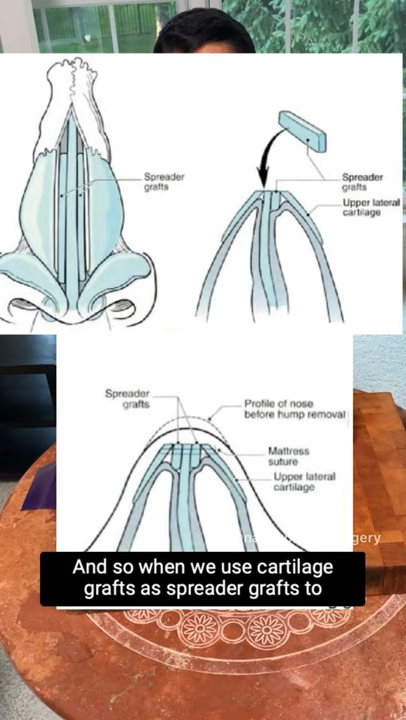 Spreader
grafts
Spreader
grafts
Upper lateral
cartilage
Spreader
grafts
Profile of nose
before hump removal
Mattress
suture
Upper lateral
cartilage
And so when we use cartilage
grafts as spreader grafts to